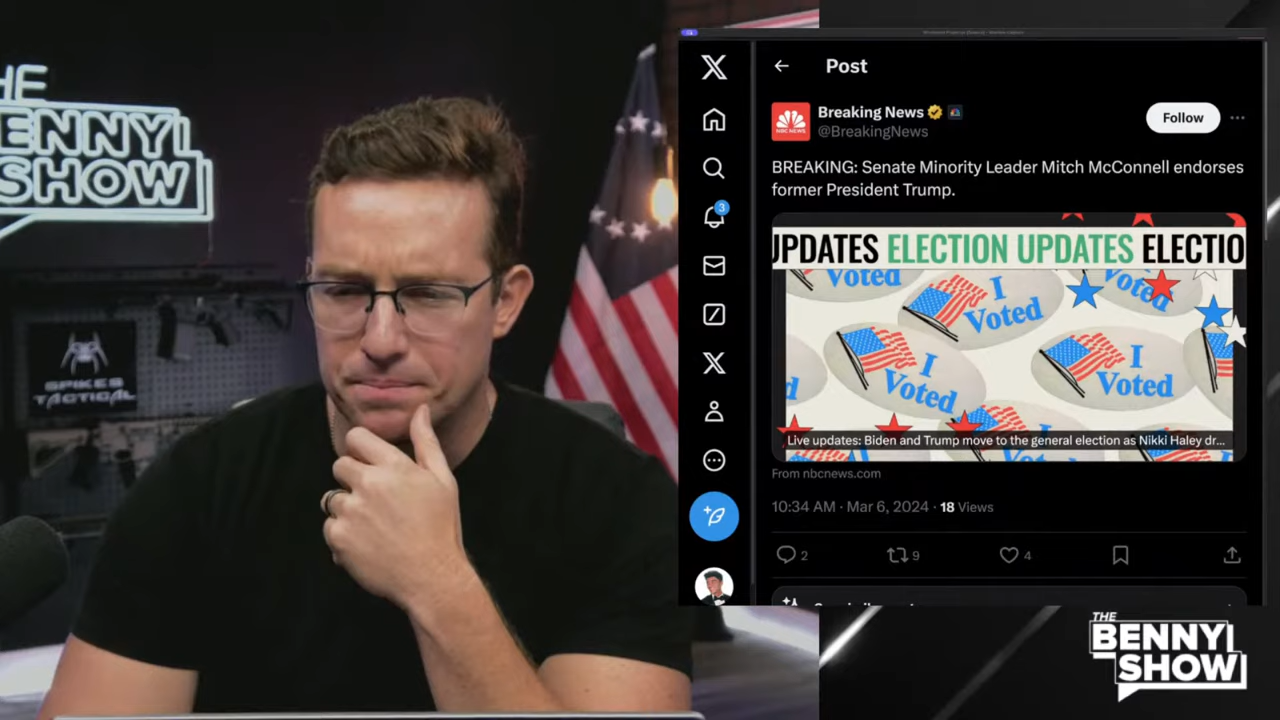 THE
BENNY
SHOW
SPIKES
TACTICAL
Post
Breaking News
@BreakingNews
Follow
3
BREAKING: Senate Minority Leader Mitch McConnell endorses
former President Trump.
UPDATES ELECTION UPDATES ELECTIO
Voted
I
Voted
Voted
I
Voted
I
Voted
d
Live updates: Biden and Trump move to the general election as Nikki Haley dr...
From nbcnews.com
10:34 AM · Mar 6, 2024 · 18 Views
2
9
4
THE
BENNY
SHOW